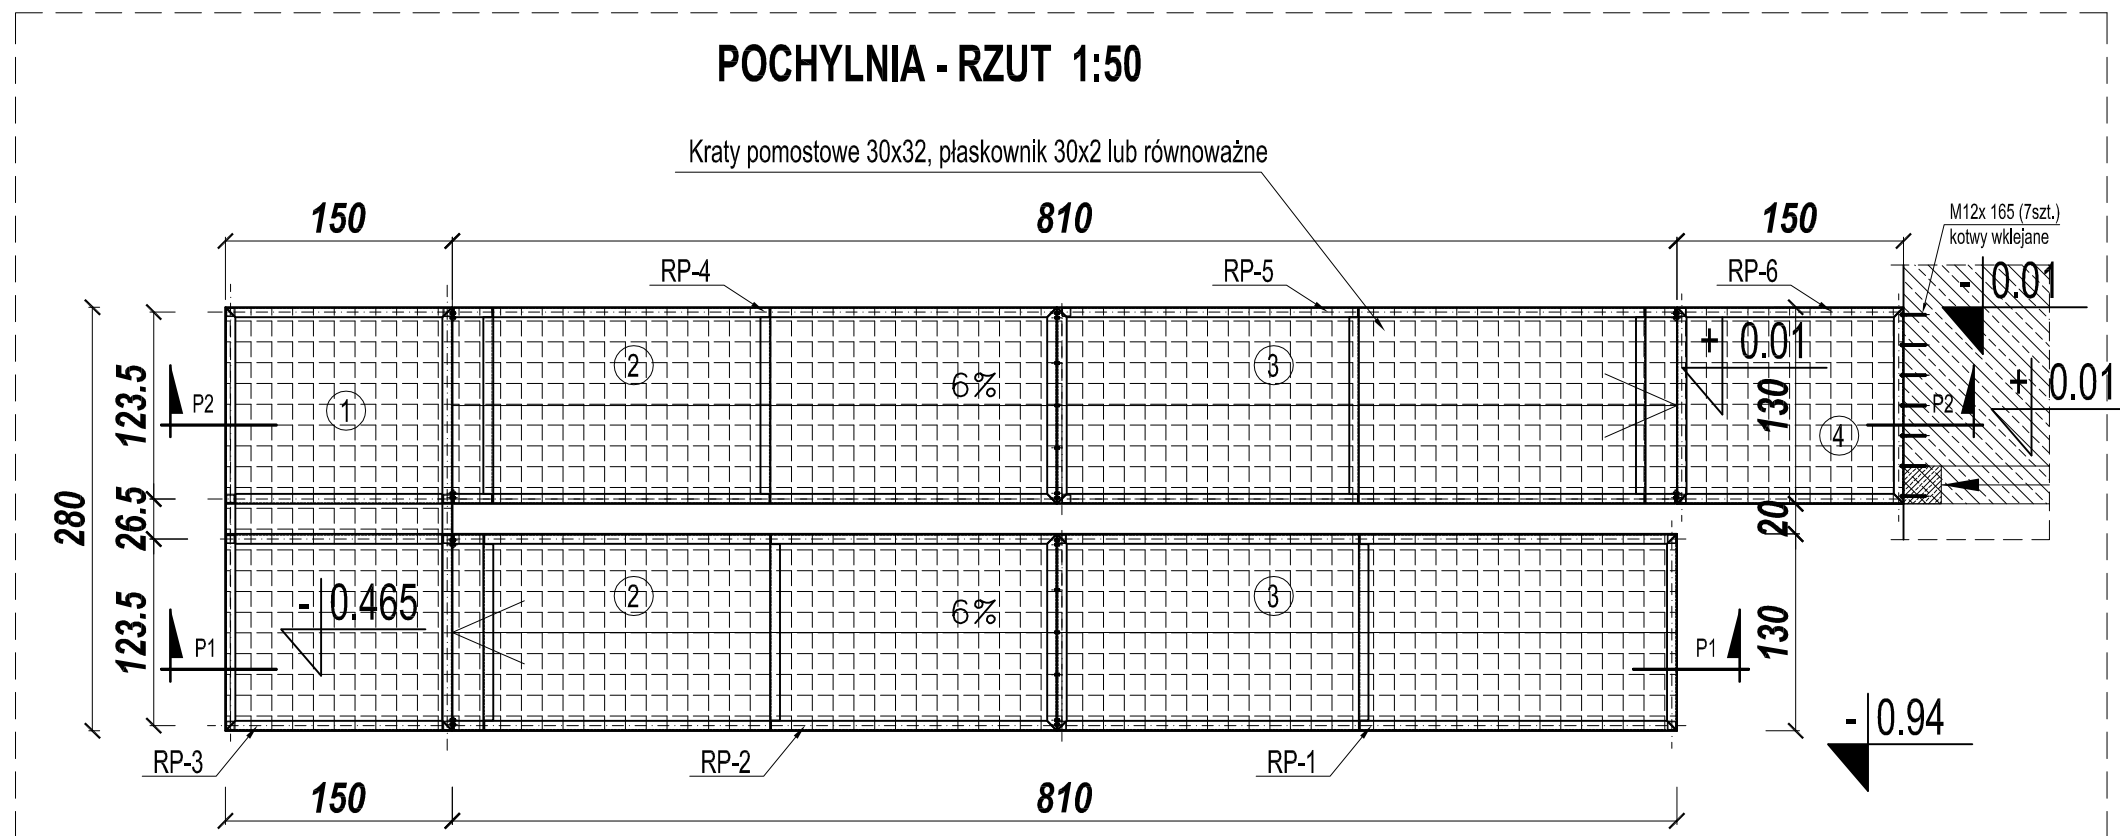 POCHYLNIA - RZUT 1:50
Kraty pomostowe 30x32, płaskownik 30x2 lub równoważne
150
810
150
M12x 165 (7szt.)
kotwy wklejane
RP-4
RP-5
RP-6
- 0.01
+ 0.01
+ 0.01
123.5
P2
1
2
6%
3
130
4
P2
280
26.5
20
123.5
P1
- 0.465
2
6%
3
P1
130
- 0.94
RP-3
RP-2
RP-1
150
810